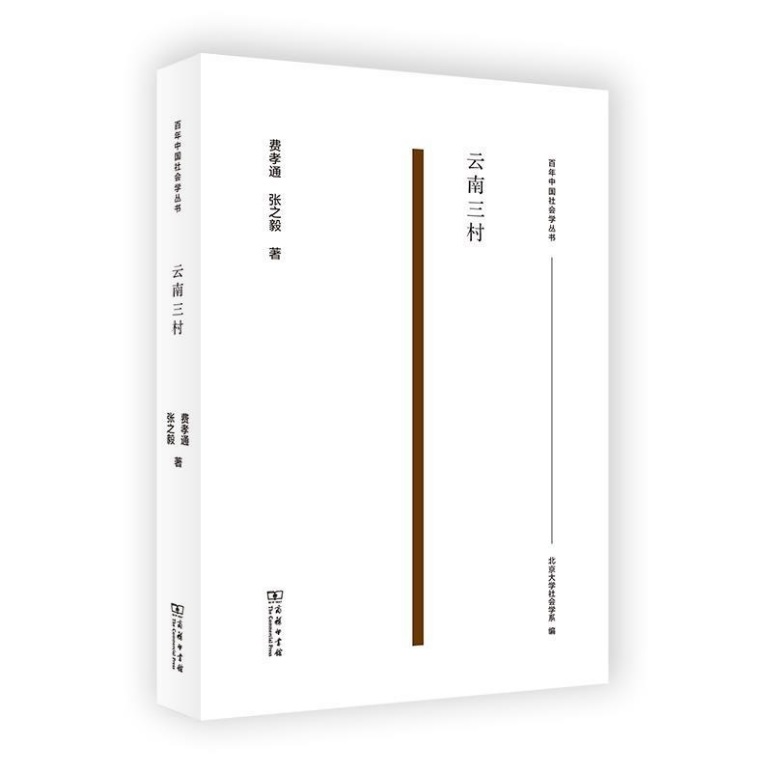 百年中国社会学丛书
云南三村
费孝通
张之毅
著
商务印书馆
The Commercial Press
百年中国社会学丛书
北京大学社会学系 编
云南三村
费孝通 张之毅 著
商务印书馆
The Commercial Press